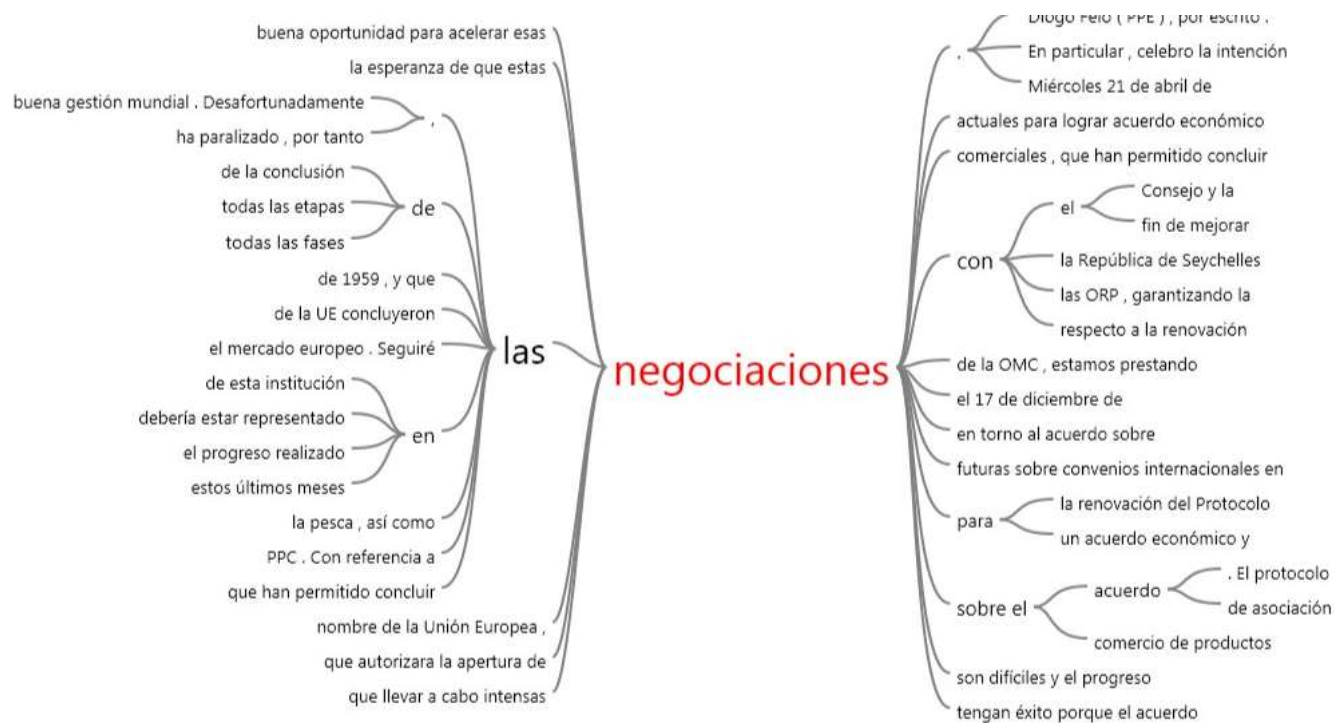 buena oportunidad para acelerar esas
la esperanza de que estas
buena gestión mundial . Desafortunadamente
ha paralizado , por tanto
,
de la conclusión
todas las etapas
todas las fases
de
de 1959 , y que
de la UE concluyeron
el mercado europeo . Seguiré
de esta institución
debería estar representado
el progreso realizado
estos últimos meses
en
la pesca , así como
PPC . Con referencia a
que han permitido concluir
las
nombre de la Unión Europea ,
que autorizara la apertura de
que llevar a cabo intensas
negociaciones
.
Diogo Feio ( PPE ) , por escrito .
En particular , celebro la intención
Miércoles 21 de abril de
actuales para lograr acuerdo económico
comerciales , que han permitido concluir
con
el
Consejo y la
fin de mejorar
la República de Seychelles
las ORP , garantizando la
respecto a la renovación
de la OMC , estamos prestando
el 17 de diciembre de
en torno al acuerdo sobre
futuras sobre convenios internacionales en
para
la renovación del Protocolo
un acuerdo económico y
sobre el
acuerdo
. El protocolo
de asociación
comercio de productos
son difíciles y el progreso
tengan éxito porque el acuerdo